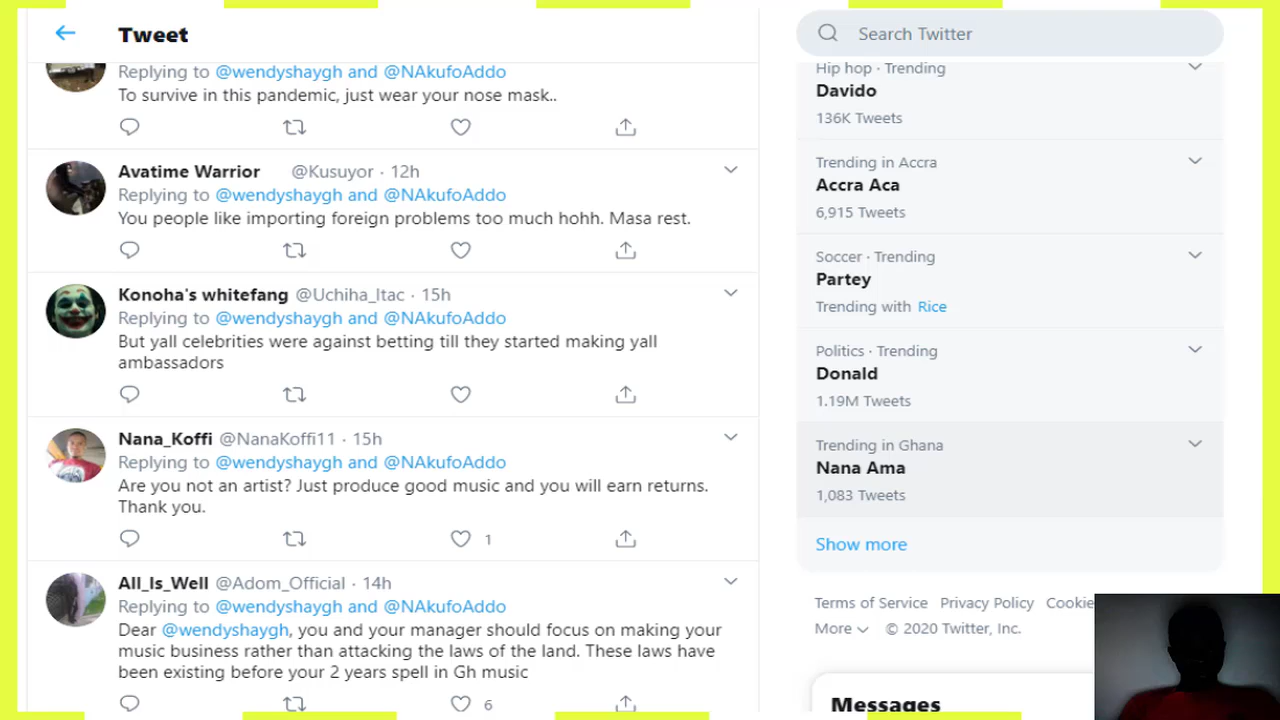 Tweet
Replying to @wendyshaygh and @NAkufoAddo
To survive in this pandemic, just wear your nose mask..
Avatime Warrior @Kusuyor · 12h
Replying to @wendyshaygh and @NAkufoAddo
You people like importing foreign problems too much hohh. Masa rest.
Konoha's whitefang @Uchiha_Itac · 15h
Replying to @wendyshaygh and @NAkufoAddo
But yall celebrities were against betting till they started making yall
ambassadors
Nana_Koffi @NanaKoffi11 · 15h
Replying to @wendyshaygh and @NAkufoAddo
Are you not an artist? Just produce good music and you will earn returns.
Thank you.
1
All_Is_Well @Adom_Official · 14h
Replying to @wendyshaygh and @NAkufoAddo
Dear @wendyshaygh, you and your manager should focus on making your
music business rather than attacking the laws of the land. These laws have
been existing before your 2 years spell in Gh music
6
Search Twitter
Hip hop · Trending
Davido
136K Tweets
Trending in Accra
Accra Aca
6,915 Tweets
Soccer · Trending
Partey
Trending with Rice
Politics · Trending
Donald
1.19M Tweets
Trending in Ghana
Nana Ama
1,083 Tweets
Show more
Terms of Service Privacy Policy Cookie
More © 2020 Twitter, Inc.
Messages